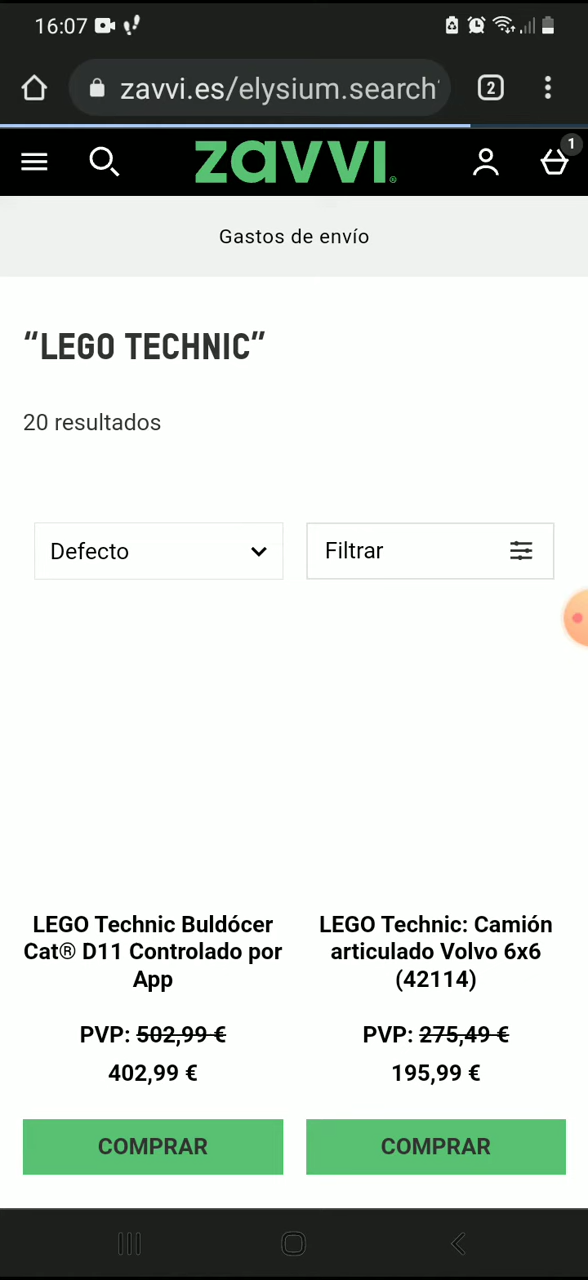 16:07
zavvi.es/elysium.search
2
zavvi
1
Gastos de envío
“LEGO TECHNIC”
20 resultados
Defecto
Filtrar
LEGO Technic Buldócer
Cat® D11 Controlado por
App
PVP: 502,99 €
402,99 €
COMPRAR
LEGO Technic: Camión
articulado Volvo 6x6
(42114)
PVP: 275,49 €
195,99 €
COMPRAR